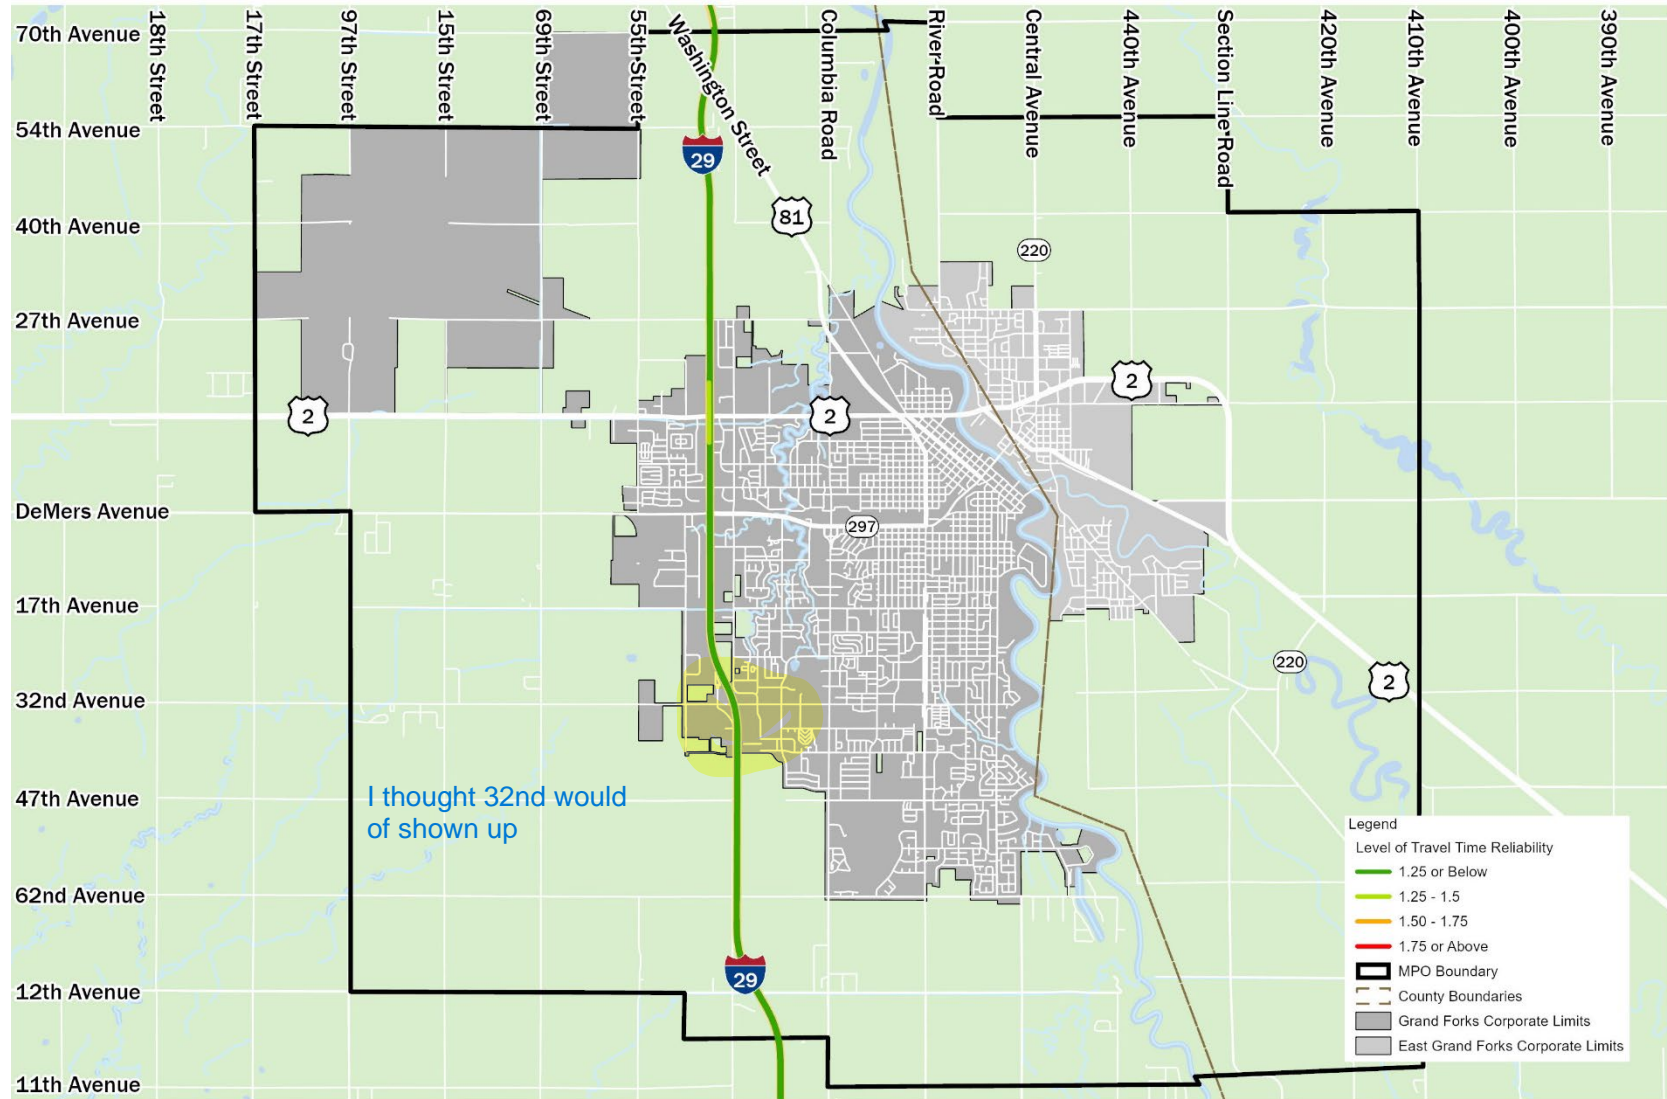 18th Street
17th Street
97th Street
15th Street
69th Street
55th Street
Washington Street
Columbia Road
River Road
Central Avenue
440th Avenue
Section Line Road
420th Avenue
410th Avenue
400th Avenue
390th Avenue
70th Avenue
54th Avenue
29
81
40th Avenue
220
27th Avenue
2
2
2
DeMers Avenue
297
17th Avenue
220
2
32nd Avenue
47th Avenue
I thought 32nd would
of shown up
62nd Avenue
29
12th Avenue
11th Avenue
Legend
Level of Travel Time Reliability
1.25 or Below
1.25 - 1.5
1.50 - 1.75
1.75 or Above
MPO Boundary
County Boundaries
Grand Forks Corporate Limits
East Grand Forks Corporate Limits